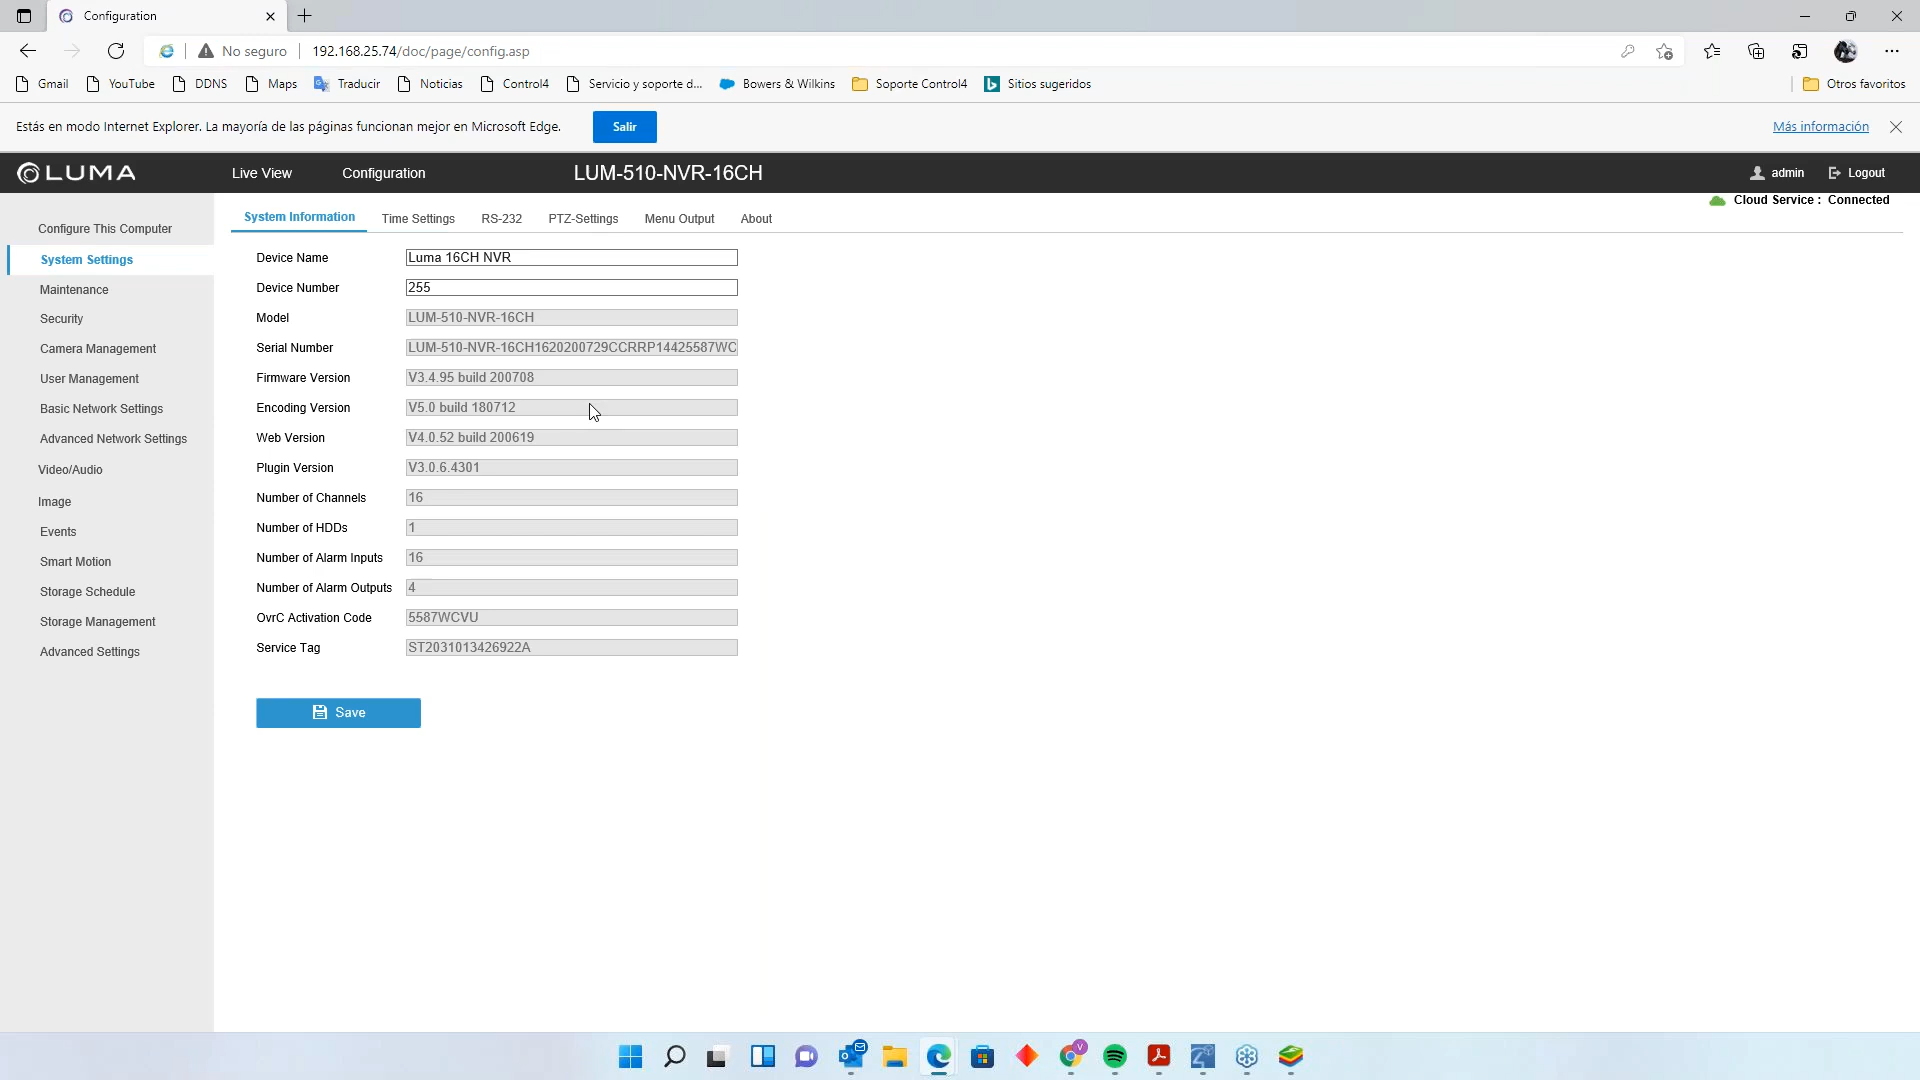 Configuration
No seguro
192.168.25.74/doc/page/config.asp
Gmail YouTube DDNS Maps Traducir Noticias Control4 Servicio y soporte d... Bowers & Wilkins Soporte Control4 Sitios sugeridos Otros favoritos
Estás en modo Internet Explorer. La mayoría de las páginas funcionan mejor en Microsoft Edge. Salir Más información
LUMA Live View Configuration LUM-510-NVR-16CH admin Logout
Cloud Service : Connected
System Information Time Settings RS-232 PTZ-Settings Menu Output About
Configure This Computer
System Settings
Maintenance
Security
Camera Management
User Management
Basic Network Settings
Advanced Network Settings
Video/Audio
Image
Events
Smart Motion
Storage Schedule
Storage Management
Advanced Settings
Device Name Luma 16CH NVR
Device Number 255
Model LUM-510-NVR-16CH
Serial Number LUM-510-NVR-16CH1620200729CCRRP14425587WC
Firmware Version V3.4.95 build 200708
Encoding Version V5.0 build 180712
Web Version V4.0.52 build 200619
Plugin Version V3.0.6.4301
Number of Channels 16
Number of HDDs 1
Number of Alarm Inputs 16
Number of Alarm Outputs 4
OvrC Activation Code 5587WCVU
Service Tag ST2031013426922A
Save